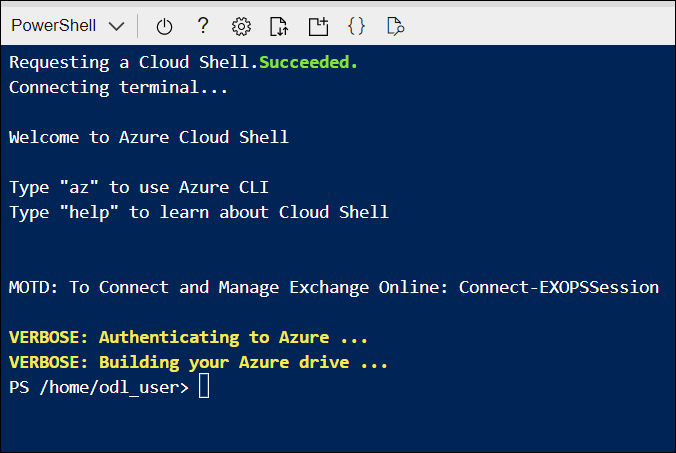 PowerShell
Requesting a Cloud Shell.Succeeded.
Connecting terminal...
Welcome to Azure Cloud Shell
Type "az" to use Azure CLI
Type "help" to learn about Cloud Shell
MOTD: To Connect and Manage Exchange Online: Connect-EXOPSSession
VERBOSE: Authenticating to Azure ...
VERBOSE: Building your Azure drive ...
PS /home/odl_user>